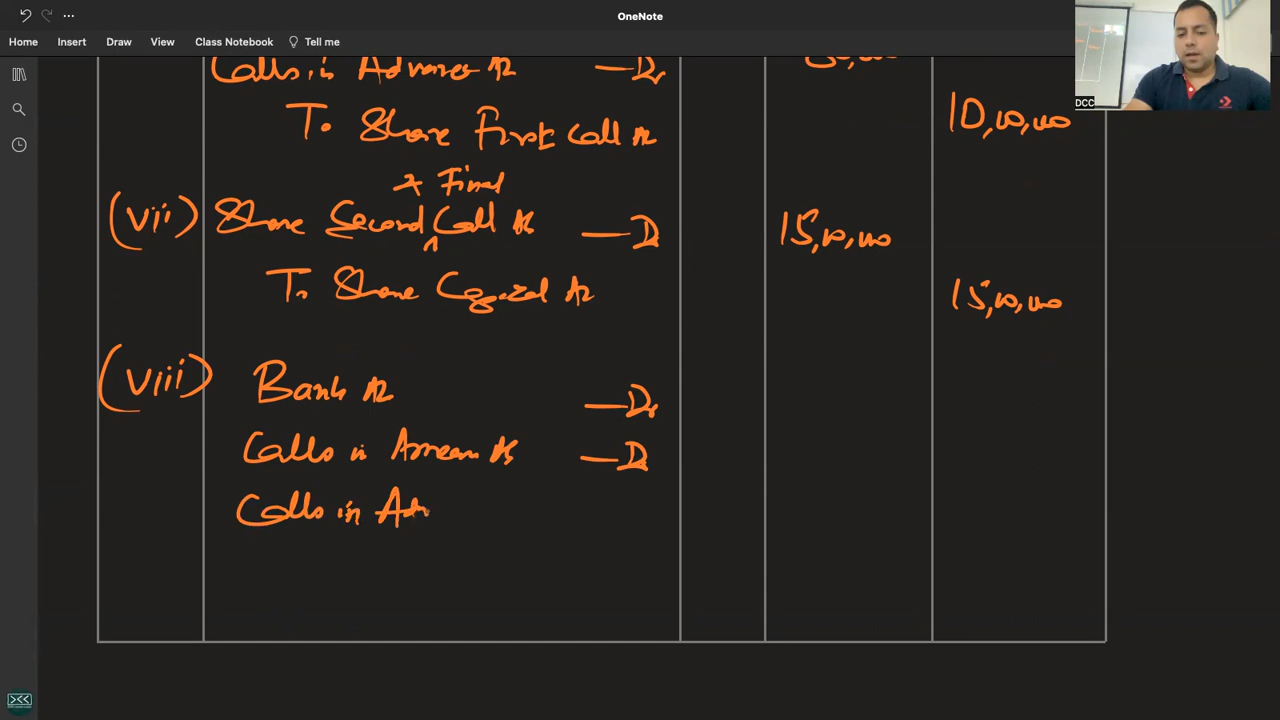 OneNote
Home Insert Draw View Class Notebook Tell me
DCC
Calls in Advance A/c —Dr
To Share First Call A/c 10,00,000
& Final
(vii) Share Second Call A/c —Dr 15,00,000
To Share Capital A/c 15,00,000
(viii) Bank A/c —Dr
Calls in Arrears A/c —Dr
Calls in Adv